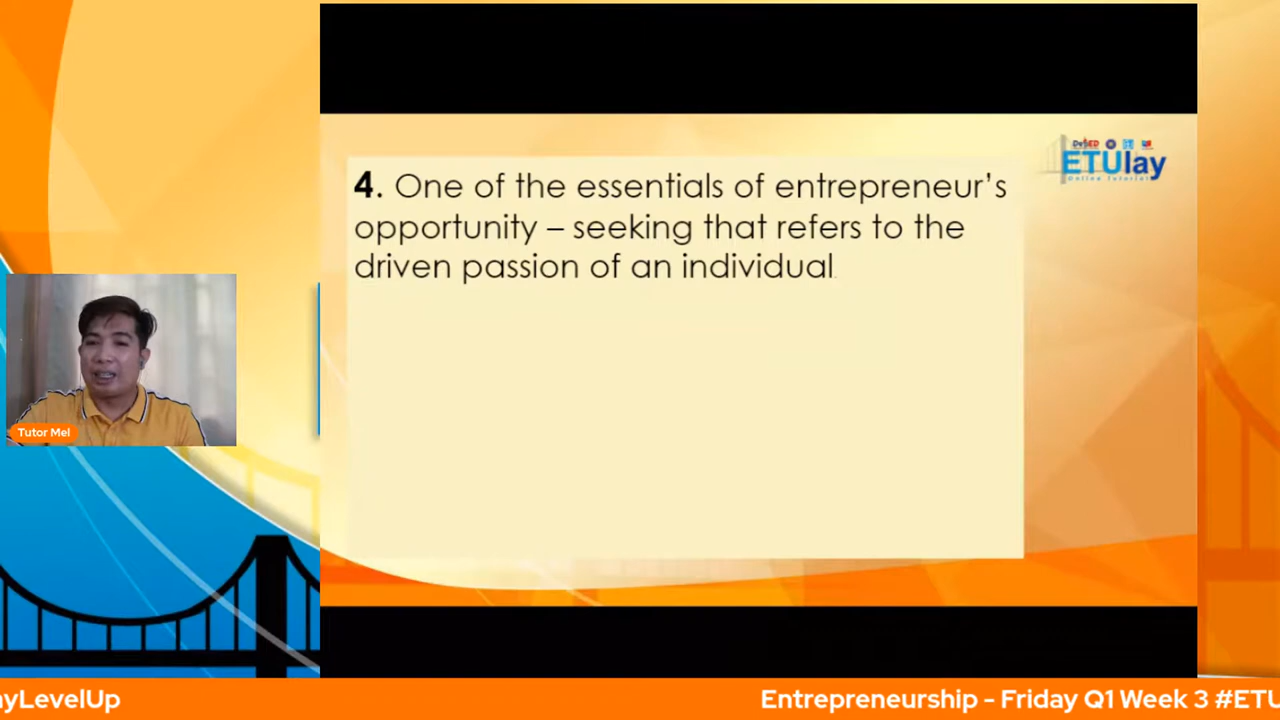 4. One of the essentials of entrepreneur’s
opportunity – seeking that refers to the
driven passion of an individual
DepED
ETUlay
Online Tutorial
Tutor Mel
ayLevelUp
Entrepreneurship - Friday Q1 Week 3 #ETU